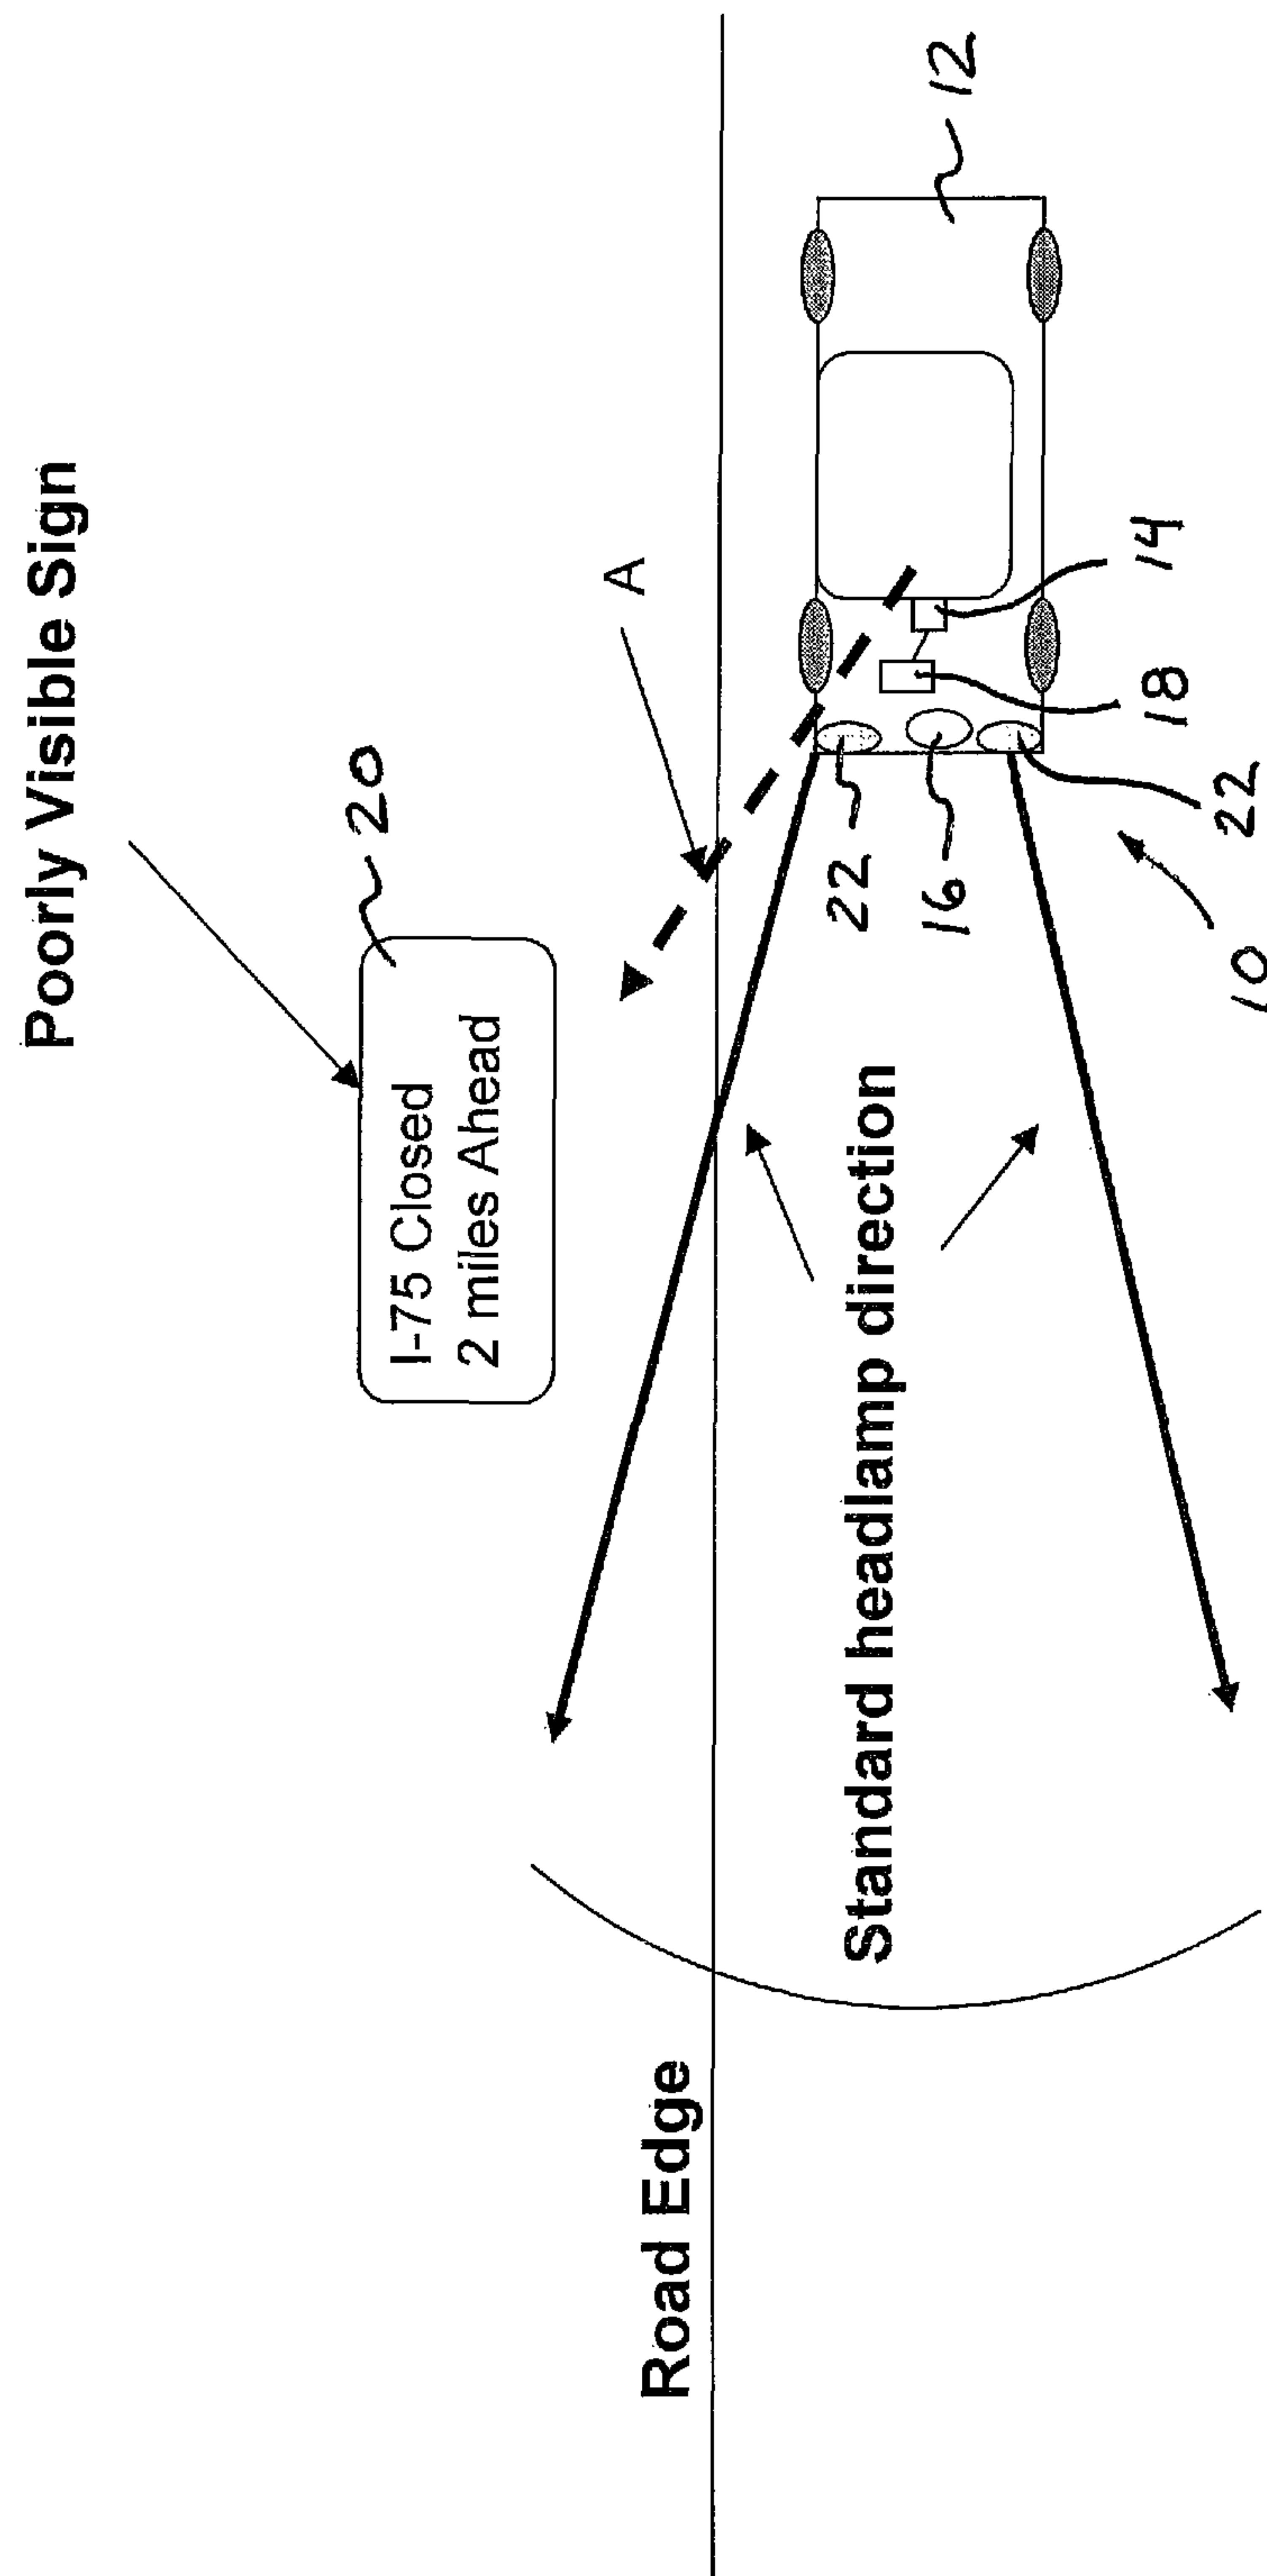 Poorly Visible Sign
20
I-75 Closed
2 miles Ahead
A
Road Edge
Standard headlamp direction
22
16
10
22
18
14
12